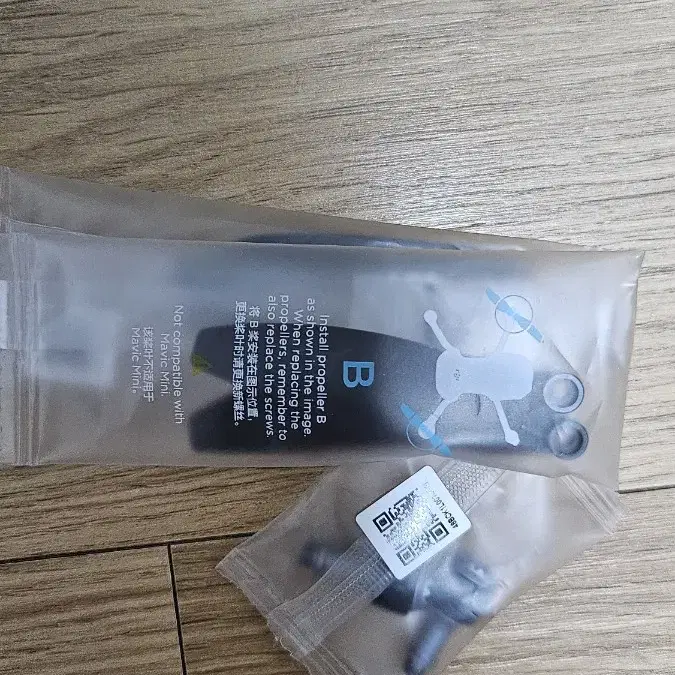 B
Install propeller B
as shown in the image.
When replacing the
propellers, remember to
also replace the screws.
将 B 桨安装在图示位置,
更换桨叶时请更换新螺丝。
Not compatible with
Mavic Mini.
该桨叶不适用于
Mavic Mini。